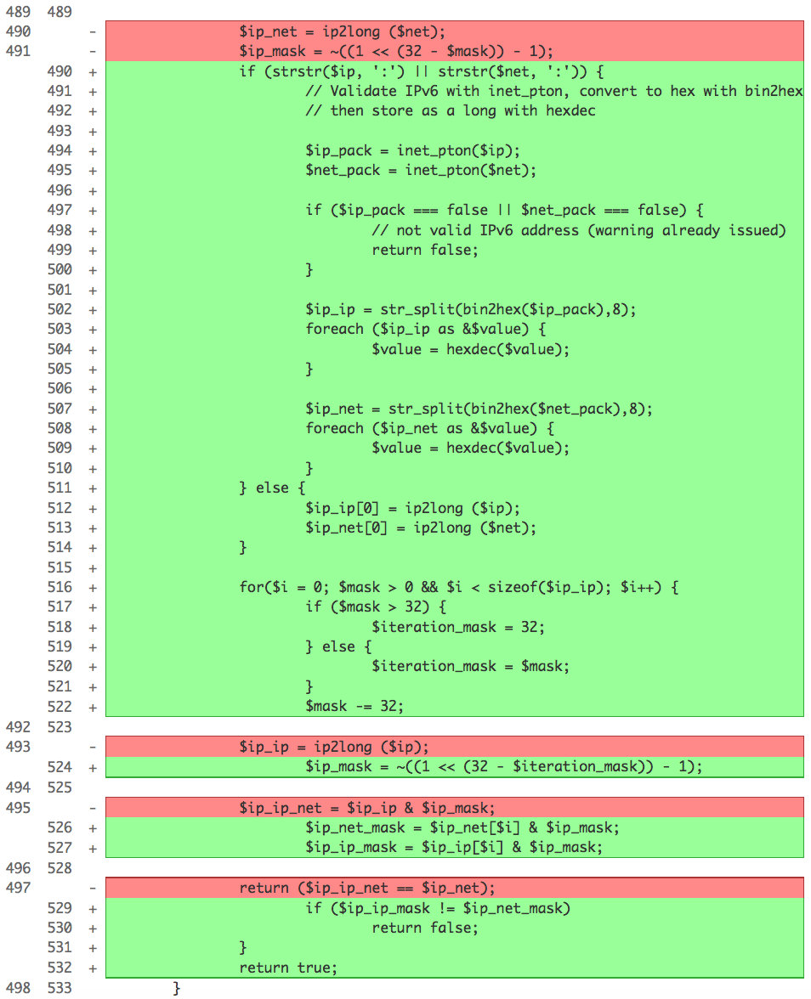 489 489
490 - $ip_net = ip2long ($net);
491 - $ip_mask = ~((1 << (32 - $mask)) - 1);
490 + if (strstr($ip, ':') || strstr($net, ':')) {
491 + // Validate IPv6 with inet_pton, convert to hex with bin2hex
492 + // then store as a long with hexdec
493 +
494 + $ip_pack = inet_pton($ip);
495 + $net_pack = inet_pton($net);
496 +
497 + if ($ip_pack === false || $net_pack === false) {
498 + // not valid IPv6 address (warning already issued)
499 + return false;
500 + }
501 +
502 + $ip_ip = str_split(bin2hex($ip_pack),8);
503 + foreach ($ip_ip as &$value) {
504 + $value = hexdec($value);
505 + }
506 +
507 + $ip_net = str_split(bin2hex($net_pack),8);
508 + foreach ($ip_net as &$value) {
509 + $value = hexdec($value);
510 + }
511 + } else {
512 + $ip_ip[0] = ip2long ($ip);
513 + $ip_net[0] = ip2long ($net);
514 + }
515 +
516 + for($i = 0; $mask > 0 && $i < sizeof($ip_ip); $i++) {
517 + if ($mask > 32) {
518 + $iteration_mask = 32;
519 + } else {
520 + $iteration_mask = $mask;
521 + }
522 + $mask -= 32;
492 523
493 - $ip_ip = ip2long ($ip);
524 + $ip_mask = ~((1 << (32 - $iteration_mask)) - 1);
494 525
495 - $ip_ip_net = $ip_ip & $ip_mask;
526 + $ip_net_mask = $ip_net[$i] & $ip_mask;
527 + $ip_ip_mask = $ip_ip[$i] & $ip_mask;
496 528
497 - return ($ip_ip_net == $ip_net);
529 + if ($ip_ip_mask != $ip_net_mask)
530 + return false;
531 + }
532 + return true;
498 533 }